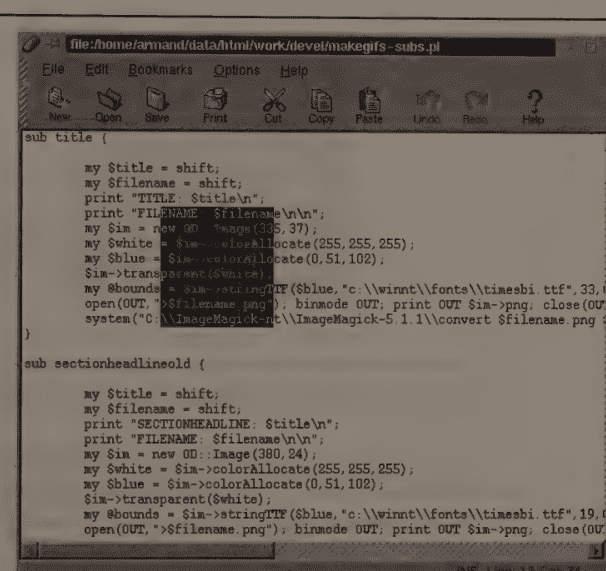 file:/home/armand/data/html/work/devel/makegifs-subs.pl
File Edit Bookmarks Options Help
New Open Save Print Cut Copy Paste Undo Redo Help
sub title {
my $title = shift;
my $filename = shift;
print "TITLE: $title\n";
print "FILENAME: $filename\n\n";
my $im = new GD::Image(335,37);
my $white = $im->colorAllocate(255,255,255);
my $blue = $im->colorAllocate(0,51,102);
$im->transparent($white);
my @bounds = $im->stringTTF($blue,"c:\\winnt\\fonts\\timesbi.ttf",33,
open(OUT,">$filename.png"); binmode OUT; print OUT $im->png; close(OU
system("C:\\ImageMagick-nt\\ImageMagick-5.1.1\\convert $filename.png
}
sub sectionheadlineold {
my $title = shift;
my $filename = shift;
print "SECTIONHEADLINE: $title\n";
print "FILENAME: $filename\n\n";
my $im = new GD::Image(380,24);
my $white = $im->colorAllocate(255,255,255);
my $blue = $im->colorAllocate(0,51,102);
$im->transparent($white);
my @bounds = $im->stringTTF($blue,"c:\\winnt\\fonts\\timesbi.ttf",19,
open(OUT,">$filename.png"); binmode OUT; print OUT $im->png; close(OU